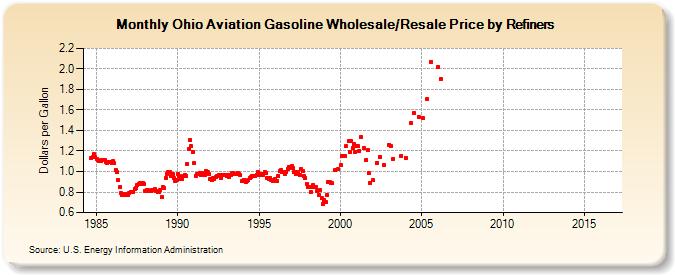 Monthly Ohio Aviation Gasoline Wholesale/Resale Price by Refiners
Dollars per Gallon
2.2
2.0
1.8
1.6
1.4
1.2
1.0
0.8
0.6
1985 1990 1995 2000 2005 2010 2015
Source: U.S. Energy Information Administration